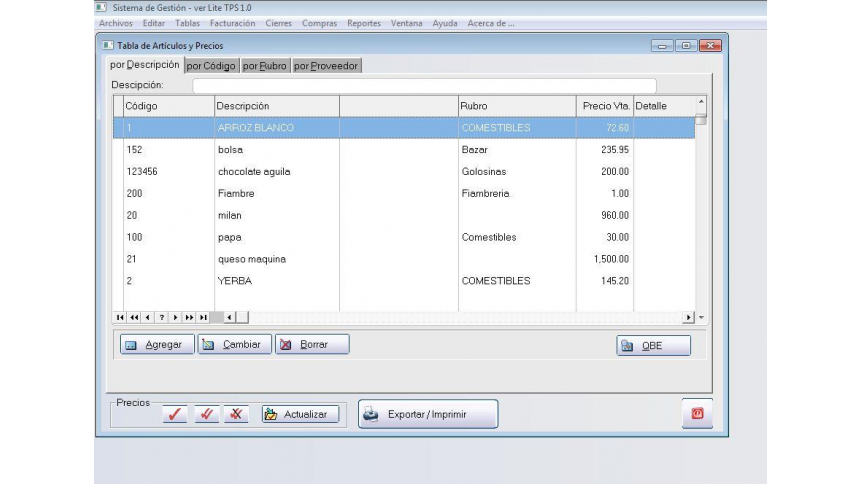 Sistema de Gestión - ver Lite TPS 1.0
Archivos Editar Tablas Facturación Cierres Compras Reportes Ventana Ayuda Acerca de ...
Tabla de Artículos y Precios
por Descripción por Código por Rubro por Proveedor
Descipción:
Código Descripción Rubro Precio Vta. Detalle
1 ARROZ BLANCO COMESTIBLES 72.60
152 bolsa Bazar 235.95
123456 chocolate aguila Golosinas 200.00
200 Fiambre Fiambreria 1.00
20 milan 960.00
100 papa Comestibles 30.00
21 queso maquina 1,500.00
2 YERBA COMESTIBLES 145.20
?
Agregar Cambiar Borrar QBE
Precios
Actualizar Exportar / Imprimir